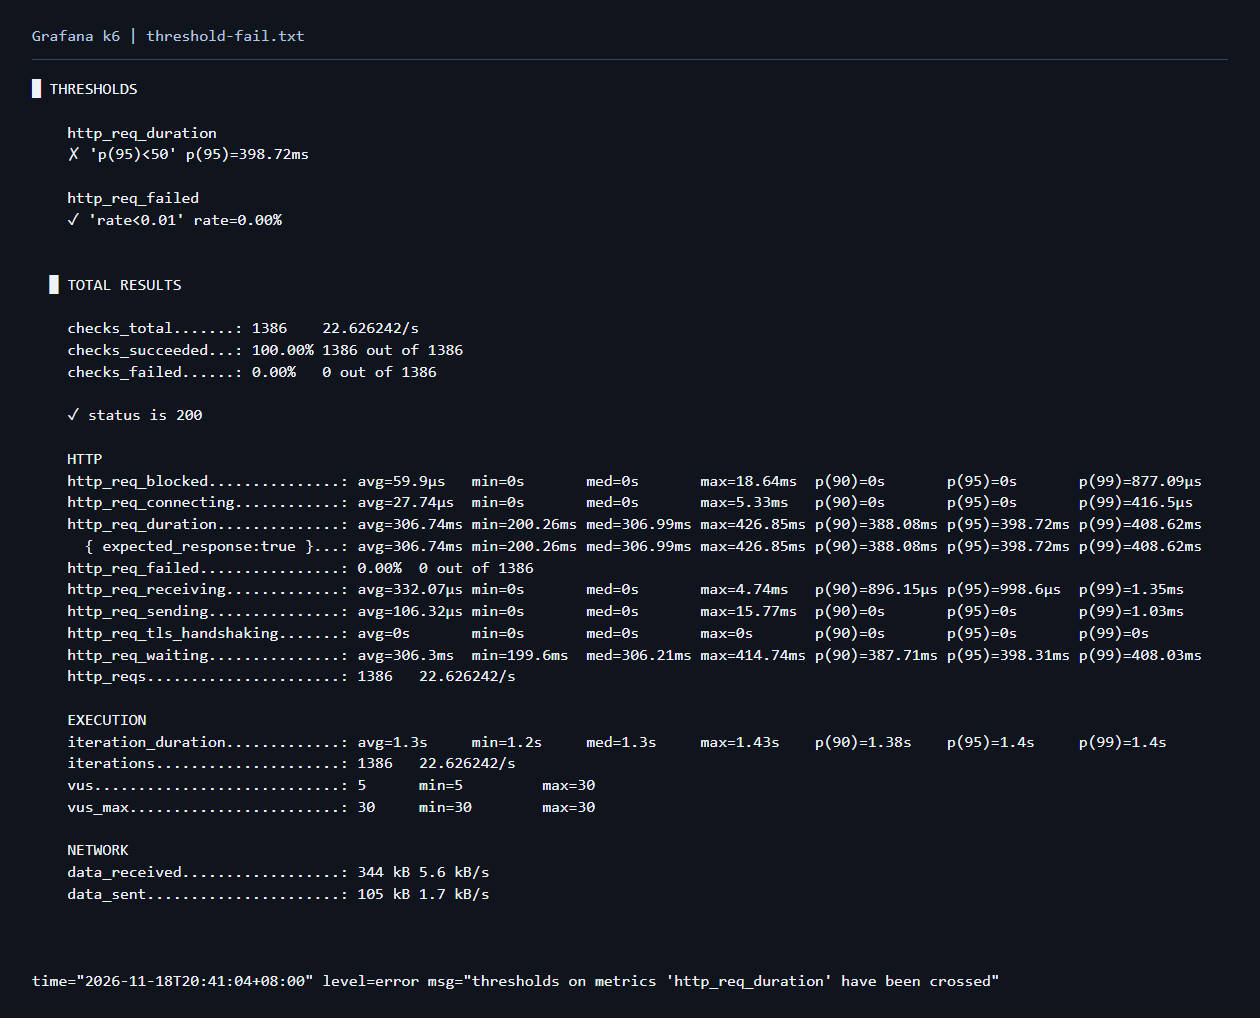 Grafana k6 | threshold-fail.txt
█ THRESHOLDS
http_req_duration
✗ 'p(95)<50' p(95)=398.72ms
http_req_failed
✓ 'rate<0.01' rate=0.00%
█ TOTAL RESULTS
checks_total.......: 1386    22.626242/s
checks_succeeded...: 100.00% 1386 out of 1386
checks_failed......: 0.00%   0 out of 1386
✓ status is 200
HTTP
http_req_blocked...............: avg=59.9µs   min=0s       med=0s       max=18.64ms  p(90)=0s       p(95)=0s       p(99)=877.09µs
http_req_connecting............: avg=27.74µs  min=0s       med=0s       max=5.33ms   p(90)=0s       p(95)=0s       p(99)=416.5µs
http_req_duration..............: avg=306.74ms min=200.26ms med=306.99ms max=426.85ms p(90)=388.08ms p(95)=398.72ms p(99)=408.62ms
{ expected_response:true }...: avg=306.74ms min=200.26ms med=306.99ms max=426.85ms p(90)=388.08ms p(95)=398.72ms p(99)=408.62ms
http_req_failed................: 0.00%  0 out of 1386
http_req_receiving.............: avg=332.07µs min=0s       med=0s       max=4.74ms   p(90)=896.15µs p(95)=998.6µs  p(99)=1.35ms
http_req_sending...............: avg=106.32µs min=0s       med=0s       max=15.77ms  p(90)=0s       p(95)=0s       p(99)=1.03ms
http_req_tls_handshaking.......: avg=0s       min=0s       med=0s       max=0s       p(90)=0s       p(95)=0s       p(99)=0s
http_req_waiting...............: avg=306.3ms  min=199.6ms  med=306.21ms max=414.74ms p(90)=387.71ms p(95)=398.31ms p(99)=408.03ms
http_reqs......................: 1386   22.626242/s
EXECUTION
iteration_duration.............: avg=1.3s     min=1.2s     med=1.3s     max=1.43s    p(90)=1.38s    p(95)=1.4s     p(99)=1.4s
iterations.....................: 1386   22.626242/s
vus............................: 5      min=5         max=30
vus_max........................: 30     min=30        max=30
NETWORK
data_received..................: 344 kB 5.6 kB/s
data_sent......................: 105 kB 1.7 kB/s
time="2026-11-18T20:41:04+08:00" level=error msg="thresholds on metrics 'http_req_duration' have been crossed"